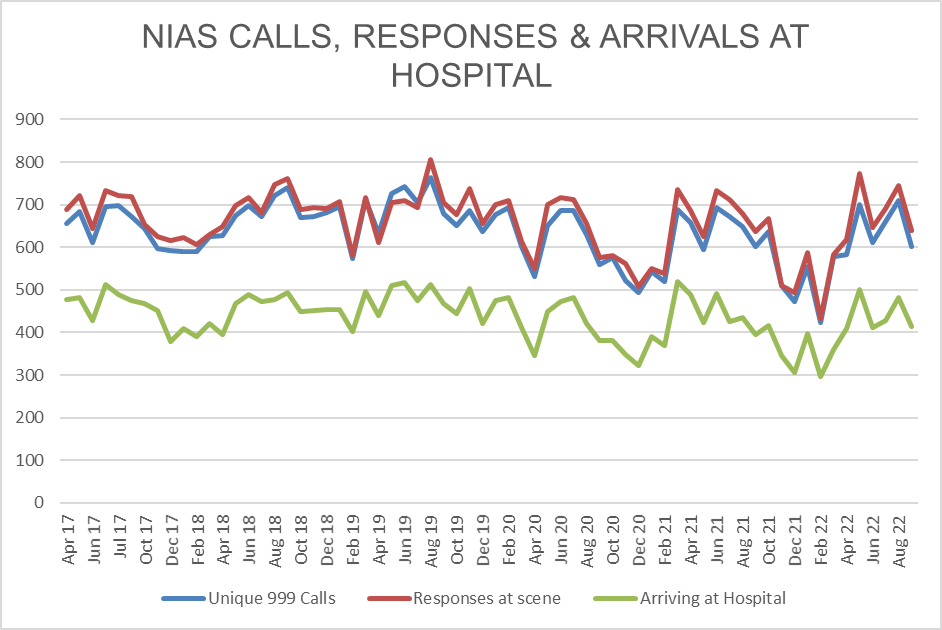 NIAS CALLS, RESPONSES & ARRIVALS AT
HOSPITAL
900
800
700
600
500
400
300
200
100
0
Apr 17
Jun 17
Jul 17
Oct 17
Dec 17
Feb 18
Apr 18
Jun 18
Aug 18
Oct 18
Dec 18
Feb 19
Apr 19
Jun 19
Aug 19
Oct 19
Dec 19
Feb 20
Apr 20
Jun 20
Aug 20
Oct 20
Dec 20
Feb 21
Apr 21
Jun 21
Aug 21
Oct 21
Dec 21
Feb 22
Apr 22
Jun 22
Aug 22
Unique 999 Calls
Responses at scene
Arriving at Hospital